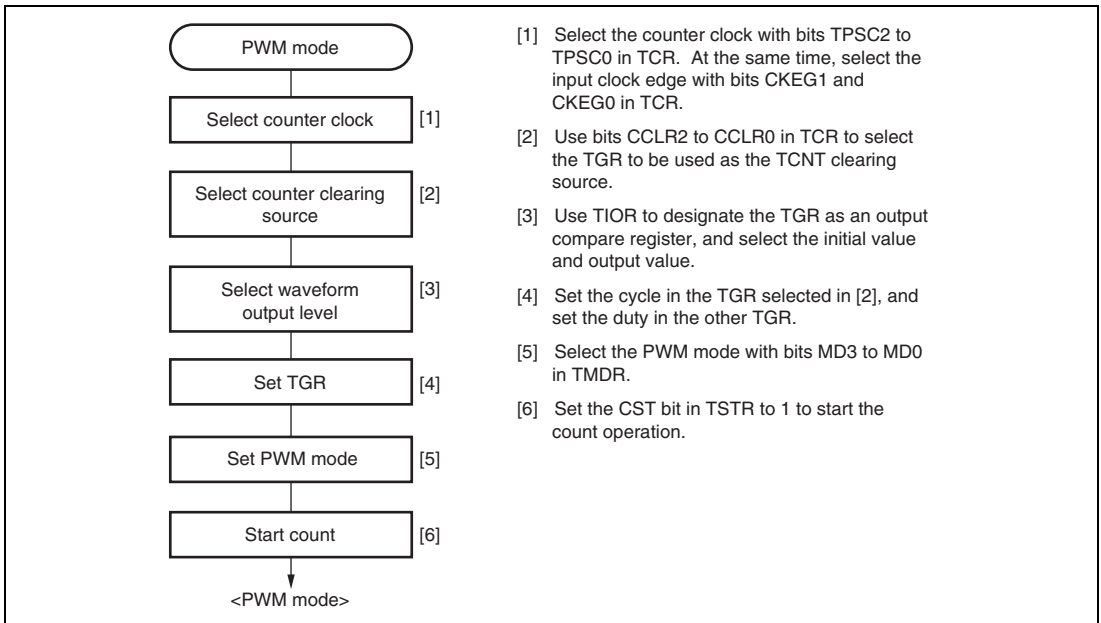 PWM mode
Select counter clock
[1]
Select counter clearing
source
[2]
Select waveform
output level
[3]
Set TGR
[4]
Set PWM mode
[5]
Start count
[6]
<PWM mode>
[1] Select the counter clock with bits TPSC2 to
TPSC0 in TCR. At the same time, select the
input clock edge with bits CKEG1 and
CKEG0 in TCR.
[2] Use bits CCLR2 to CCLR0 in TCR to select
the TGR to be used as the TCNT clearing
source.
[3] Use TIOR to designate the TGR as an output
compare register, and select the initial value
and output value.
[4] Set the cycle in the TGR selected in [2], and
set the duty in the other TGR.
[5] Select the PWM mode with bits MD3 to MD0
in TMDR.
[6] Set the CST bit in TSTR to 1 to start the
count operation.